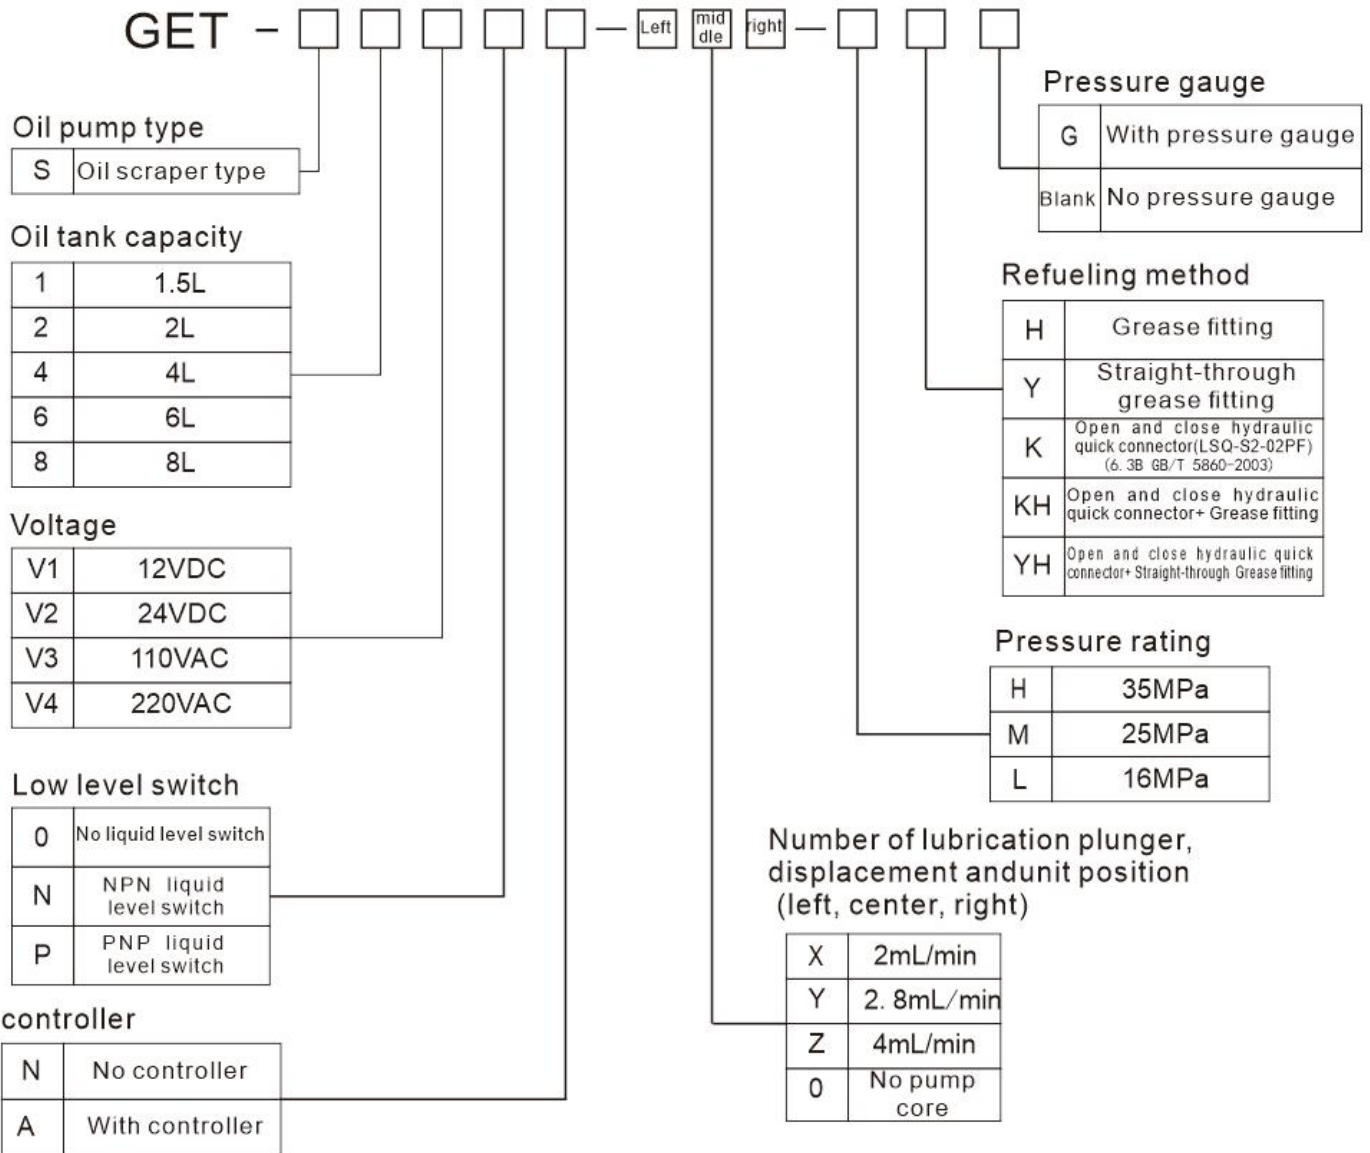 GET - Left middle right
Oil pump type
S Oil scraper type
Oil tank capacity
1 1.5L
2 2L
4 4L
6 6L
8 8L
Voltage
V1 12VDC
V2 24VDC
V3 110VAC
V4 220VAC
Low level switch
0 No liquid level switch
N NPN liquid
level switch
P PNP liquid
level switch
controller
N No controller
A With controller
Pressure gauge
G With pressure gauge
Blank No pressure gauge
Refueling method
H Grease fitting
Y Straight-through
grease fitting
K Open and close hydraulic
quick connector(LSQ-S2-02PF)
(6.3B GB/T 5860-2003)
KH Open and close hydraulic
quick connector+ Grease fitting
YH Open and close hydraulic quick
connector+ Straight-through Grease fitting
Pressure rating
H 35MPa
M 25MPa
L 16MPa
Number of lubrication plunger,
displacement andunit position
(left, center, right)
X 2mL/min
Y 2.8mL/min
Z 4mL/min
0 No pump
core